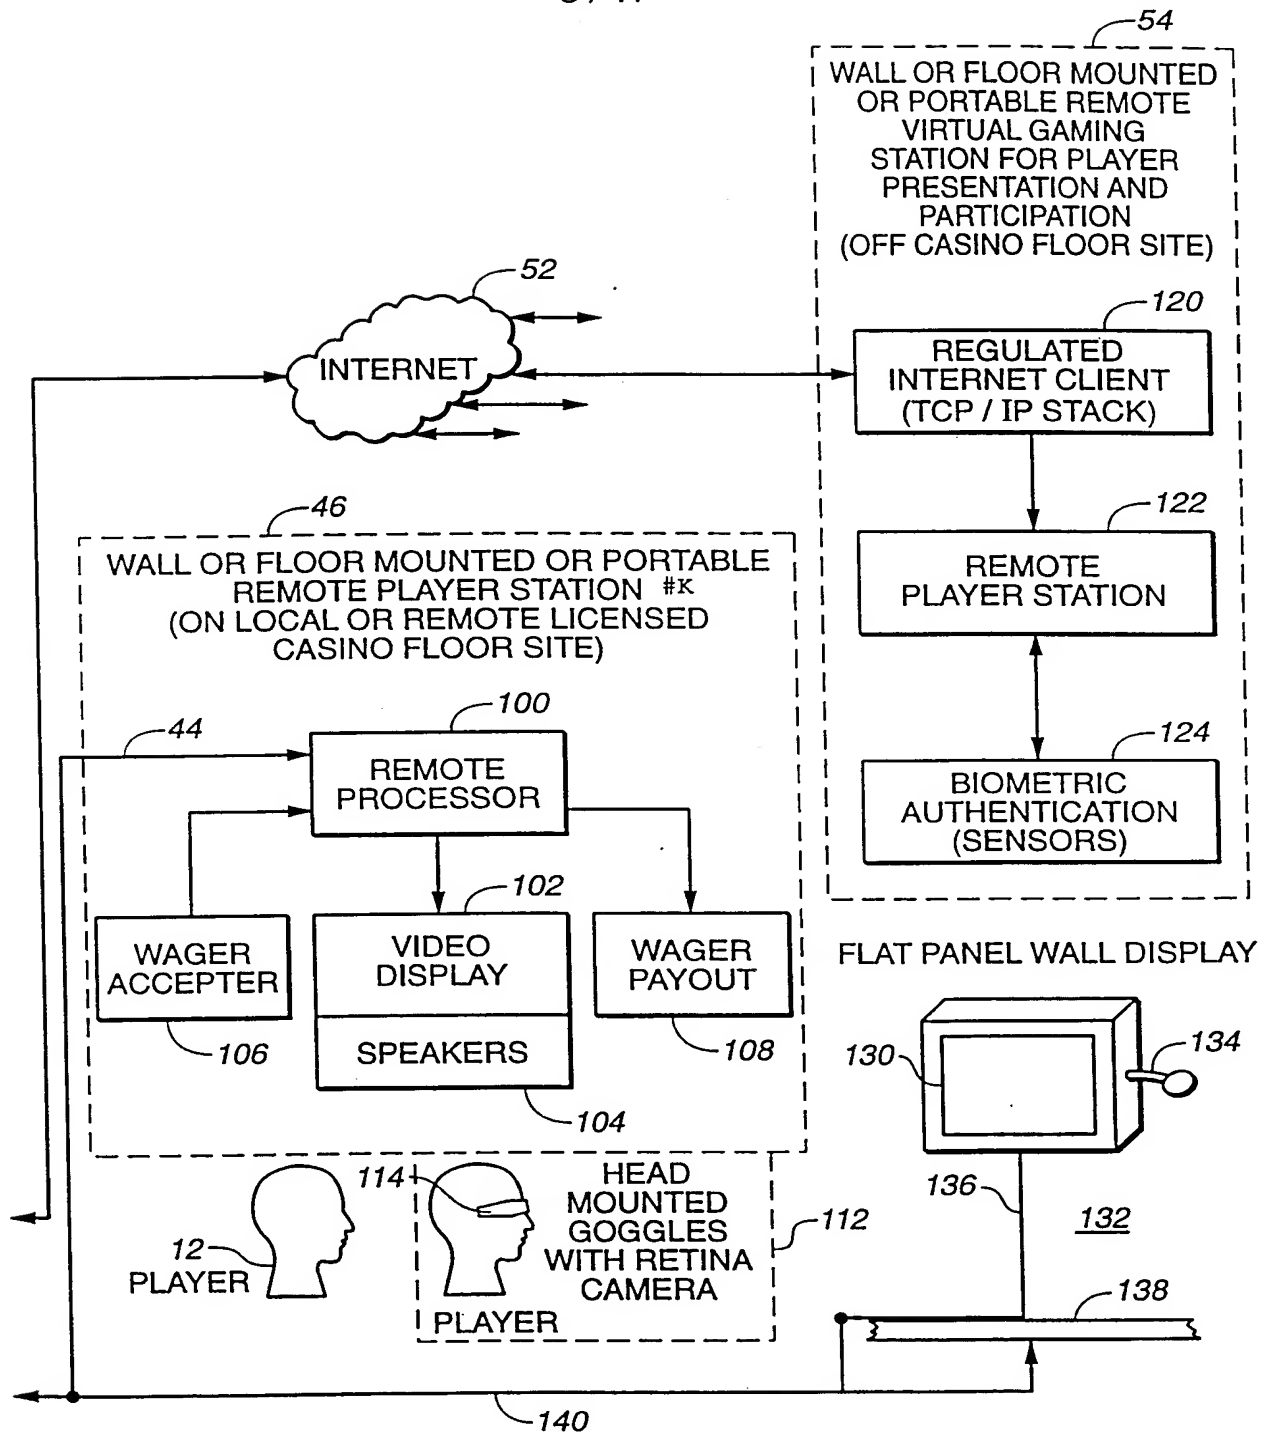 54
WALL OR FLOOR MOUNTED
OR PORTABLE REMOTE
VIRTUAL GAMING
STATION FOR PLAYER
PRESENTATION AND
PARTICIPATION
(OFF CASINO FLOOR SITE)
52
INTERNET
120
REGULATED
INTERNET CLIENT
(TCP / IP STACK)
122
REMOTE
PLAYER STATION
124
BIOMETRIC
AUTHENTICATION
(SENSORS)
46
WALL OR FLOOR MOUNTED OR PORTABLE
REMOTE PLAYER STATION #K
(ON LOCAL OR REMOTE LICENSED
CASINO FLOOR SITE)
44
100
REMOTE
PROCESSOR
102
VIDEO
DISPLAY
SPEAKERS
104
WAGER
ACCEPTER
106
WAGER
PAYOUT
108
FLAT PANEL WALL DISPLAY
130
134
136
132
138
12
PLAYER
114
HEAD
MOUNTED
GOGGLES
WITH RETINA
CAMERA
PLAYER
112
140